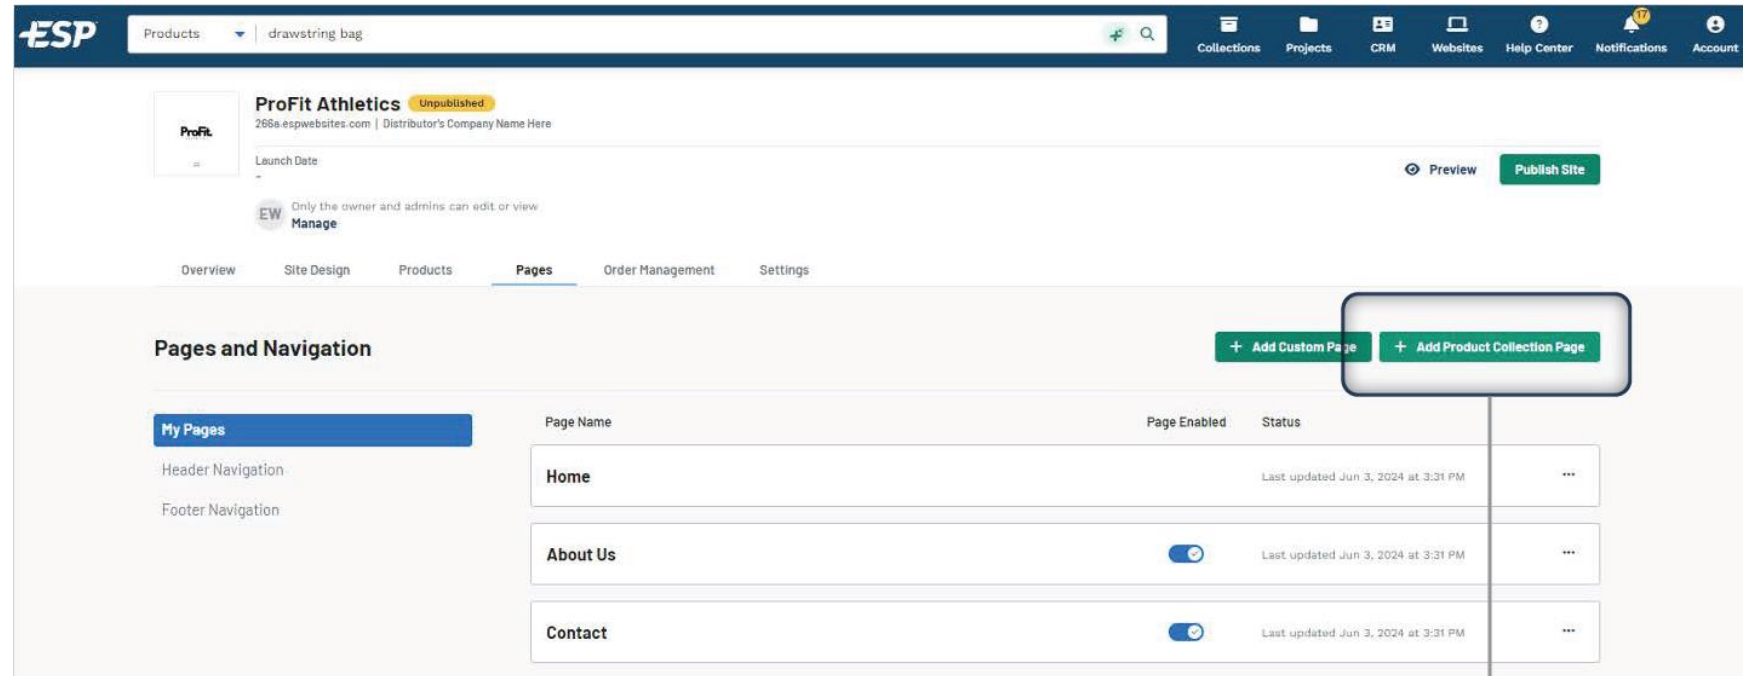 ESP
Products drawstring bag
Collections Projects CRM Websites Help Center 17 Notifications Account
ProFit Athletics Unpublished
266a.espwebsites.com | Distributor's Company Name Here
ProFit.
Launch Date
-
Preview Publish Site
EW Only the owner and admins can edit or view
Manage
Overview Site Design Products Pages Order Management Settings
Pages and Navigation + Add Custom Page + Add Product Collection Page
My Pages
Header Navigation
Footer Navigation
Page Name Page Enabled Status
Home Last updated Jun 3, 2024 at 3:31 PM ...
About Us Last updated Jun 3, 2024 at 3:31 PM ...
Contact Last updated Jun 3, 2024 at 3:31 PM ...